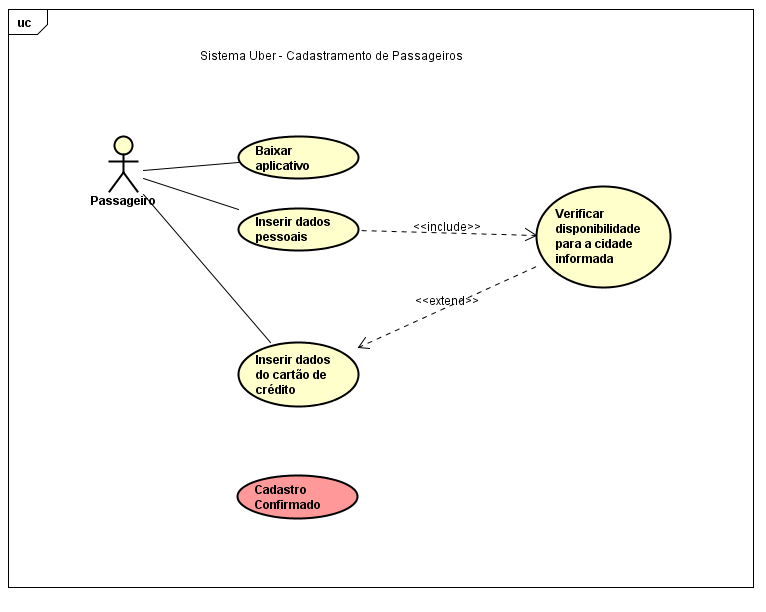 uc
Sistema Uber - Cadastramento de Passageiros
Passageiro
Baixar
aplicativo
Inserir dados
pessoais
<<include>>
Verificar
disponibilidade
para a cidade
informada
<<extend>>
Inserir dados
do cartão de
crédito
Cadastro
Confirmado